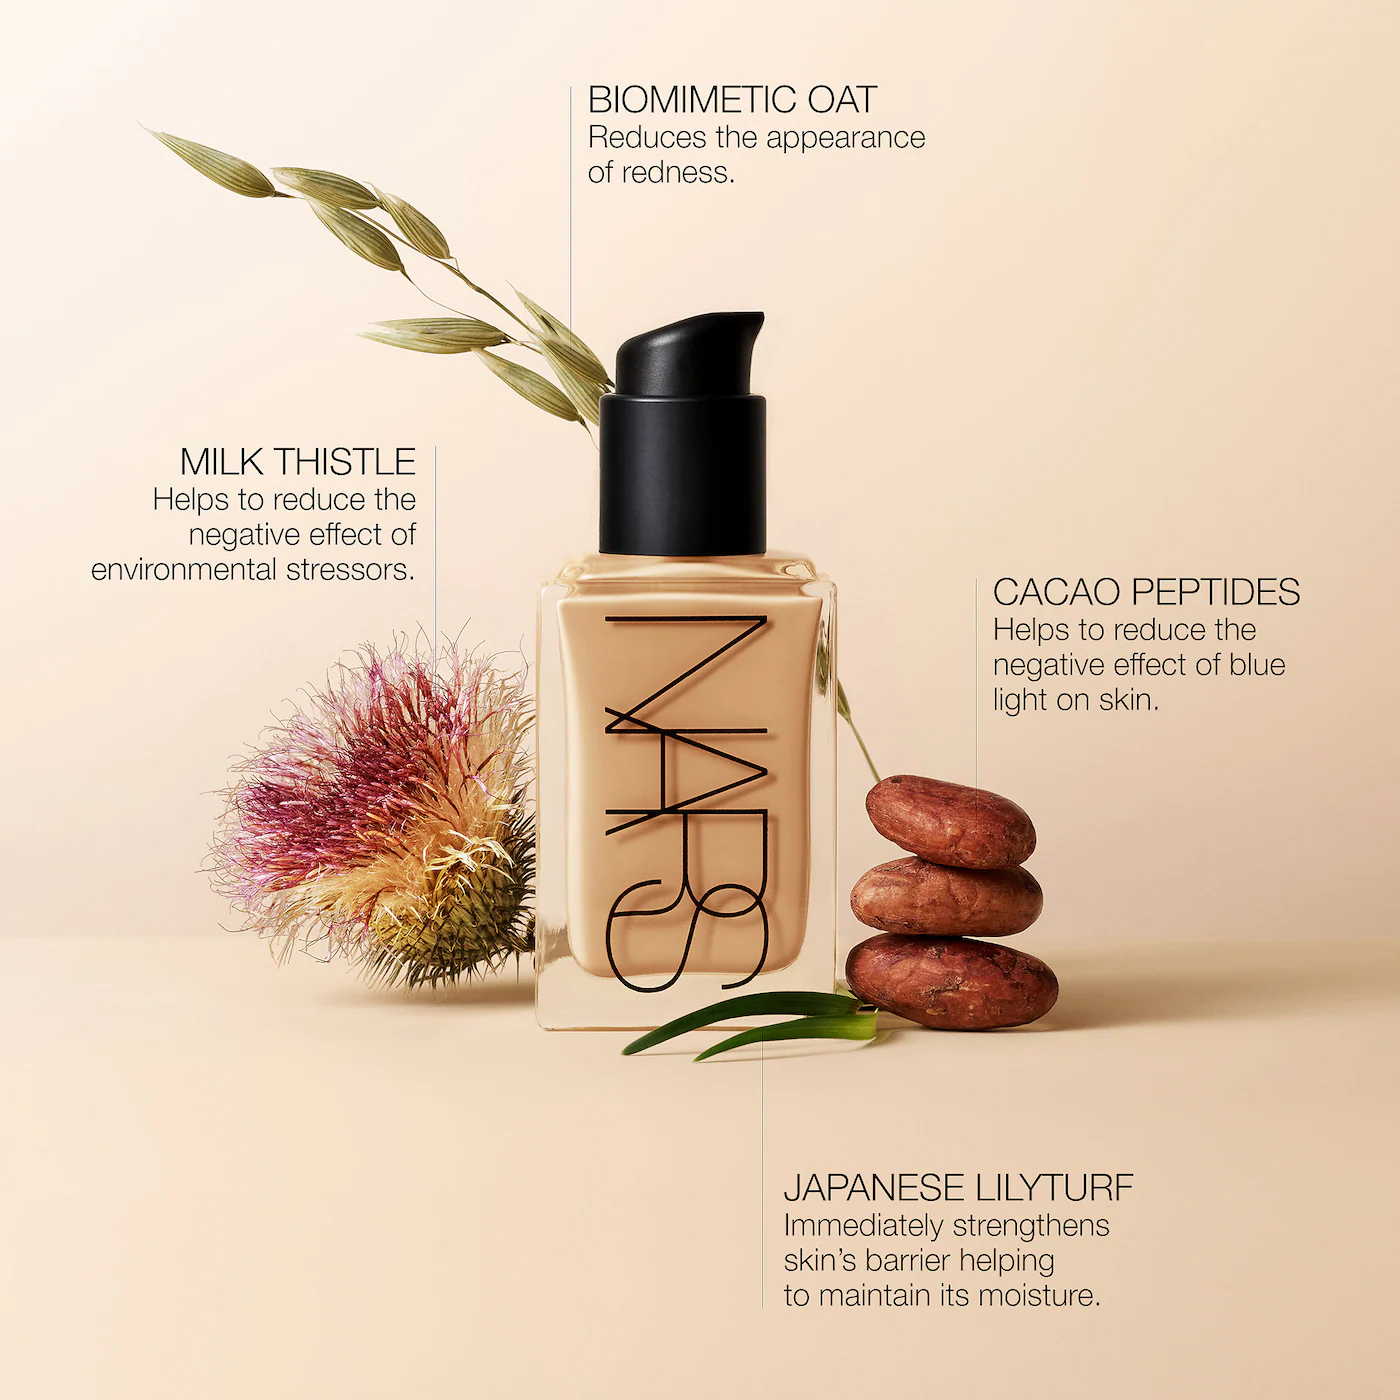 BIOMIMETIC OAT
Reduces the appearance
of redness.
MILK THISTLE
Helps to reduce the
negative effect of
environmental stressors.
CACAO PEPTIDES
Helps to reduce the
negative effect of blue
light on skin.
NARS
JAPANESE LILYTURF
Immediately strengthens
skin’s barrier helping
to maintain its moisture.